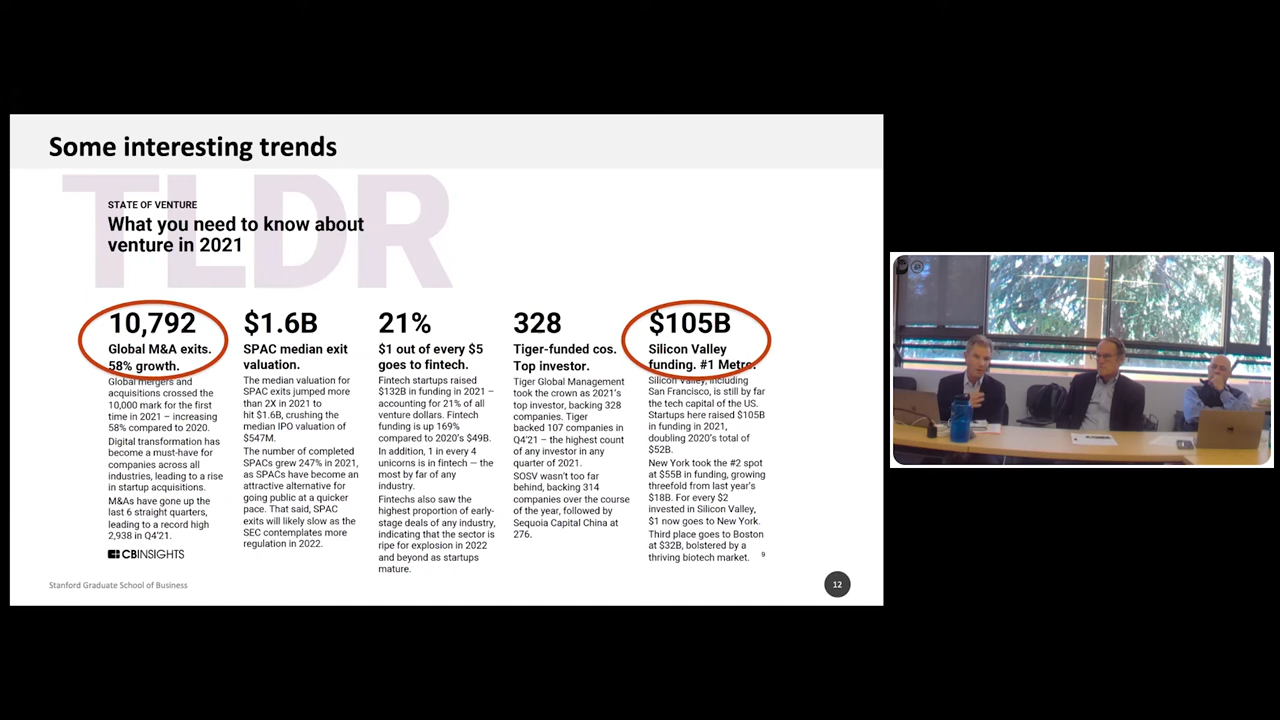 Some interesting trends
TLDR
STATE OF VENTURE
What you need to know about
venture in 2021
10,792
Global M&A exits.
58% growth.
Global mergers and
acquisitions crossed the
10,000 mark for the first
time in 2021 – increasing
58% compared to 2020.
Digital transformation has
become a must-have for
companies across all
industries, leading to a rise
in startup acquisitions.
M&As have gone up the
last 6 straight quarters,
leading to a record high
2,938 in Q4'21.
$1.6B
SPAC median exit
valuation.
The median valuation for
SPAC exits jumped more
than 2X in 2021 to
hit $1.6B, crushing the
median IPO valuation of
$547M.
The number of completed
SPACs grew 247% in 2021,
as SPACs have become an
attractive alternative for
going public at a quicker
pace. That said, SPAC
exits will likely slow as the
SEC contemplates more
regulation in 2022.
21%
$1 out of every $5
goes to fintech.
Fintech startups raised
$132B in funding in 2021 –
accounting for 21% of all
venture dollars. Fintech
funding is up 169%
compared to 2020's $49B.
In addition, 1 in every 4
unicorns is in fintech — the
most by far of any
industry.
Fintechs also saw the
highest proportion of early-
stage deals of any industry,
indicating that the sector is
ripe for explosion in 2022
and beyond as startups
mature.
328
Tiger-funded cos.
Top investor.
Tiger Global Management
took the crown as 2021's
top investor, backing 328
companies. Tiger
backed 107 companies in
Q4'21 – the highest count
of any investor in any
quarter of 2021.
SOSV wasn't too far
behind, backing 314
companies over the course
of the year, followed by
Sequoia Capital China at
276.
$105B
Silicon Valley
funding. #1 Metro.
Silicon Valley, including
San Francisco, is still by far
the tech capital of the US.
Startups here raised $105B
in funding in 2021,
doubling 2020's total of
$52B.
New York took the #2 spot
at $55B in funding, growing
threefold from last year's
$18B. For every $2
invested in Silicon Valley,
$1 now goes to New York.
Third place goes to Boston
at $32B, bolstered by a
thriving biotech market.
CBINSIGHTS
9
Stanford Graduate School of Business
12